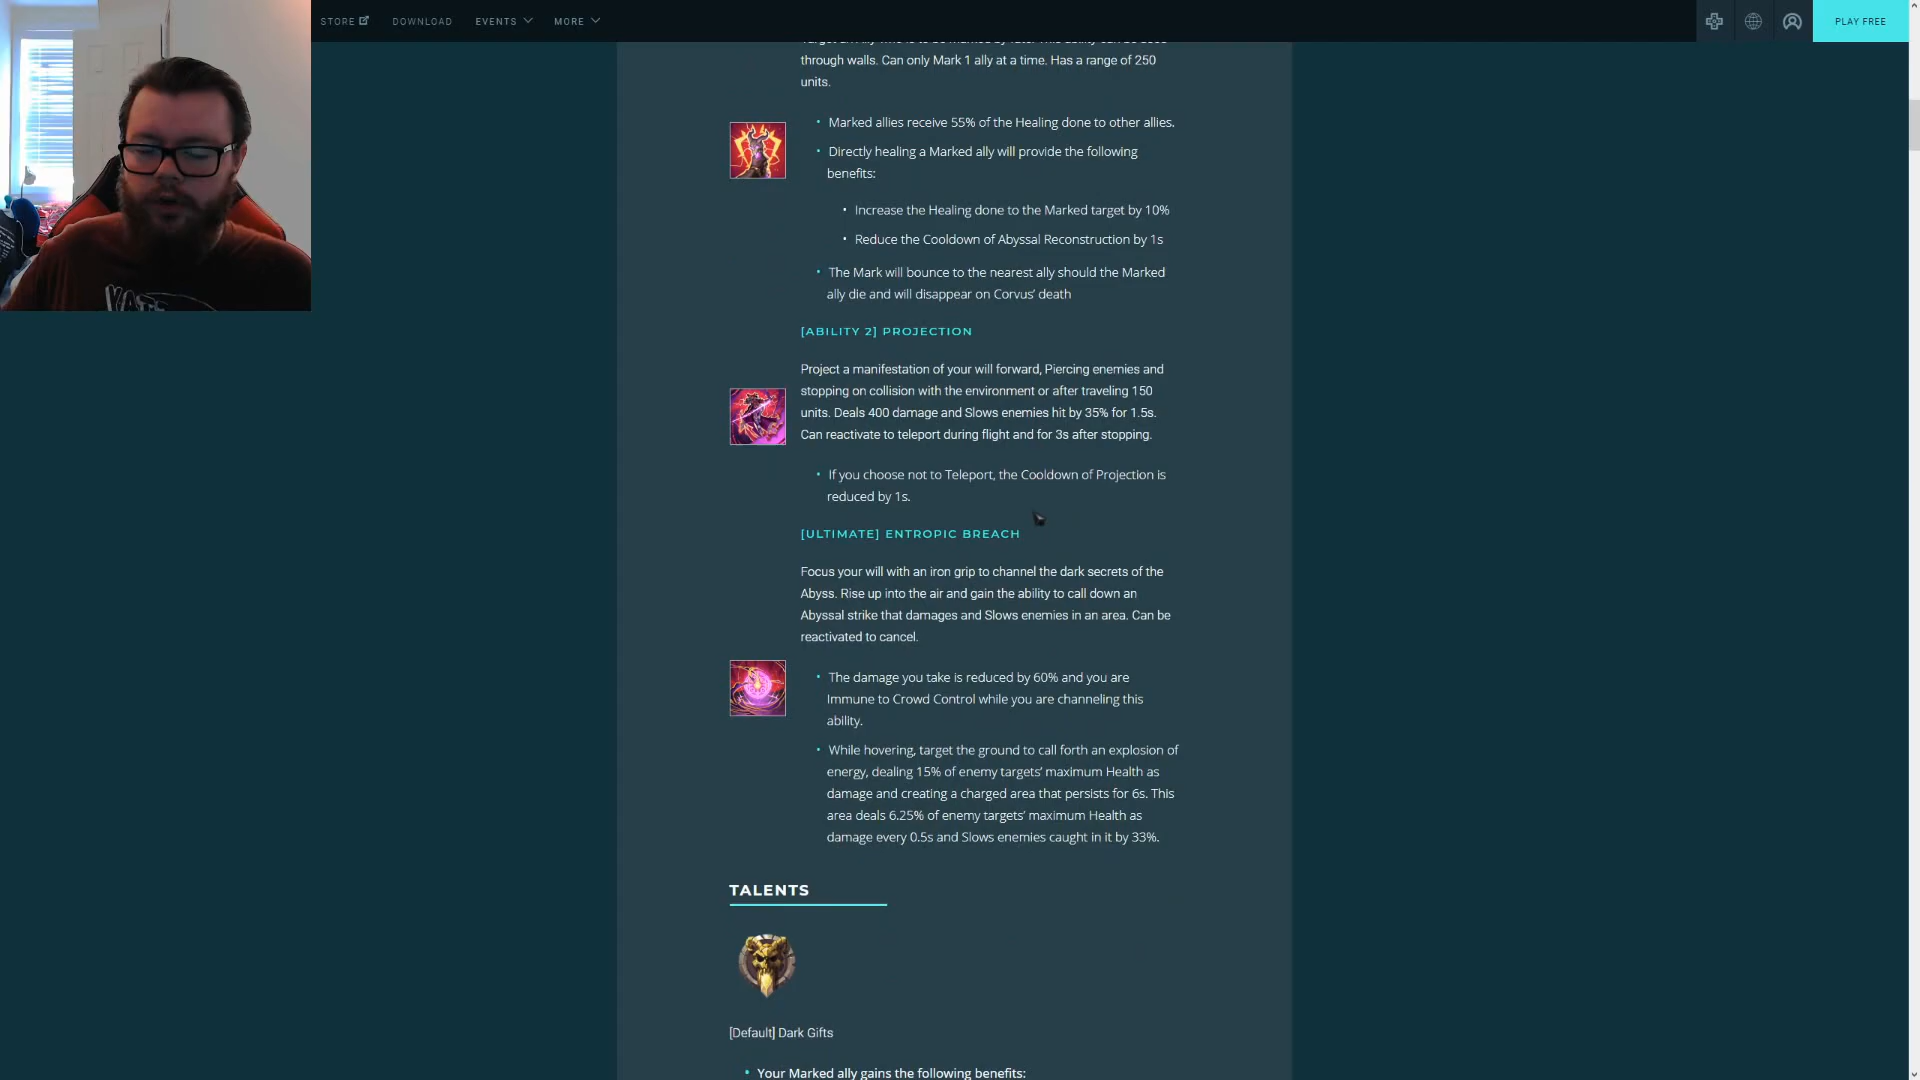 STORE DOWNLOAD EVENTS MORE PLAY FREE
through walls. Can only Mark 1 ally at a time. Has a range of 250
units.
• Marked allies receive 55% of the Healing done to other allies.
• Directly healing a Marked ally will provide the following
benefits:
• Increase the Healing done to the Marked target by 10%
• Reduce the Cooldown of Abyssal Reconstruction by 1s
• The Mark will bounce to the nearest ally should the Marked
ally die and will disappear on Corvus’ death
[ABILITY 2] PROJECTION
Project a manifestation of your will forward, Piercing enemies and
stopping on collision with the environment or after traveling 150
units. Deals 400 damage and Slows enemies hit by 35% for 1.5s.
Can reactivate to teleport during flight and for 3s after stopping.
• If you choose not to Teleport, the Cooldown of Projection is
reduced by 1s.
[ULTIMATE] ENTROPIC BREACH
Focus your will with an iron grip to channel the dark secrets of the
Abyss. Rise up into the air and gain the ability to call down an
Abyssal strike that damages and Slows enemies in an area. Can be
reactivated to cancel.
• The damage you take is reduced by 60% and you are
Immune to Crowd Control while you are channeling this
ability.
• While hovering, target the ground to call forth an explosion of
energy, dealing 15% of enemy targets’ maximum Health as
damage and creating a charged area that persists for 6s. This
area deals 6.25% of enemy targets’ maximum Health as
damage every 0.5s and Slows enemies caught in it by 33%.
TALENTS
[Default] Dark Gifts
• Your Marked ally gains the following benefits: